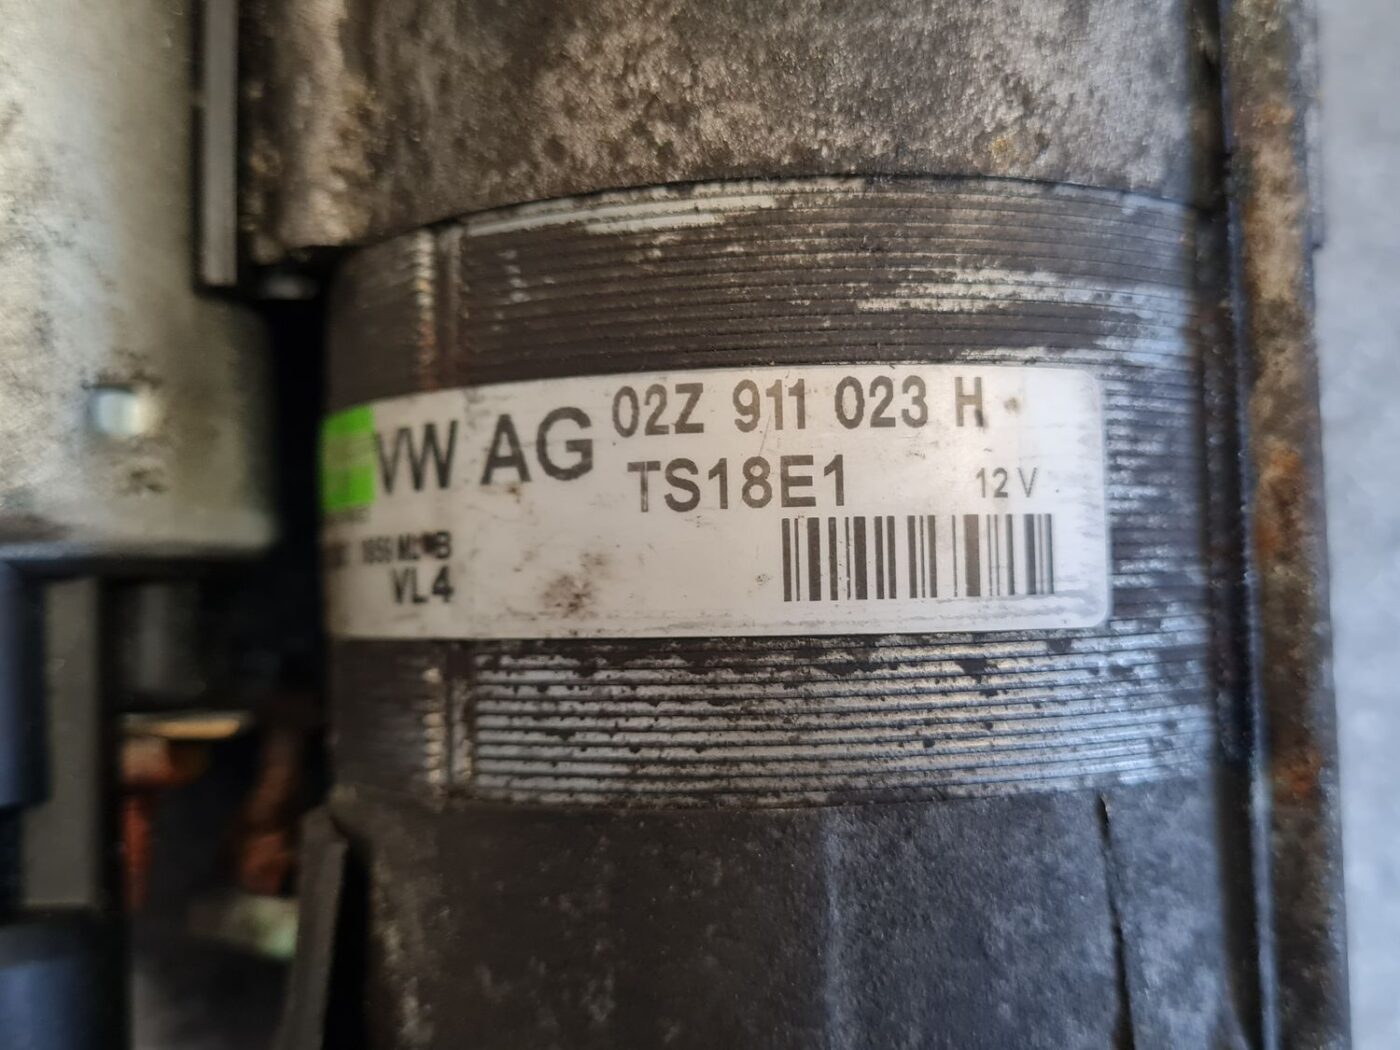 VW AG 02Z 911 023 H
TS18E1 12 V
VL4